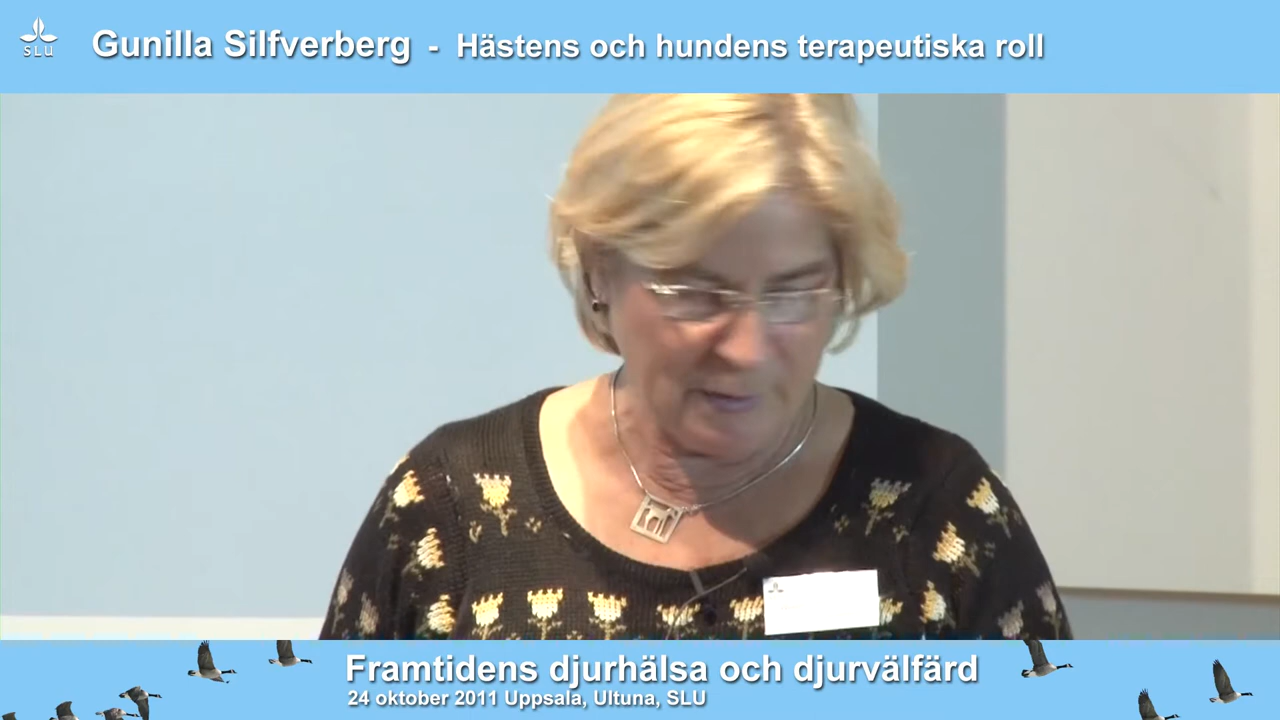 SLU
Gunilla Silfverberg - Hästens och hundens terapeutiska roll
Framtidens djurhälsa och djurvälfärd
24 oktober 2011 Uppsala, Ultuna, SLU